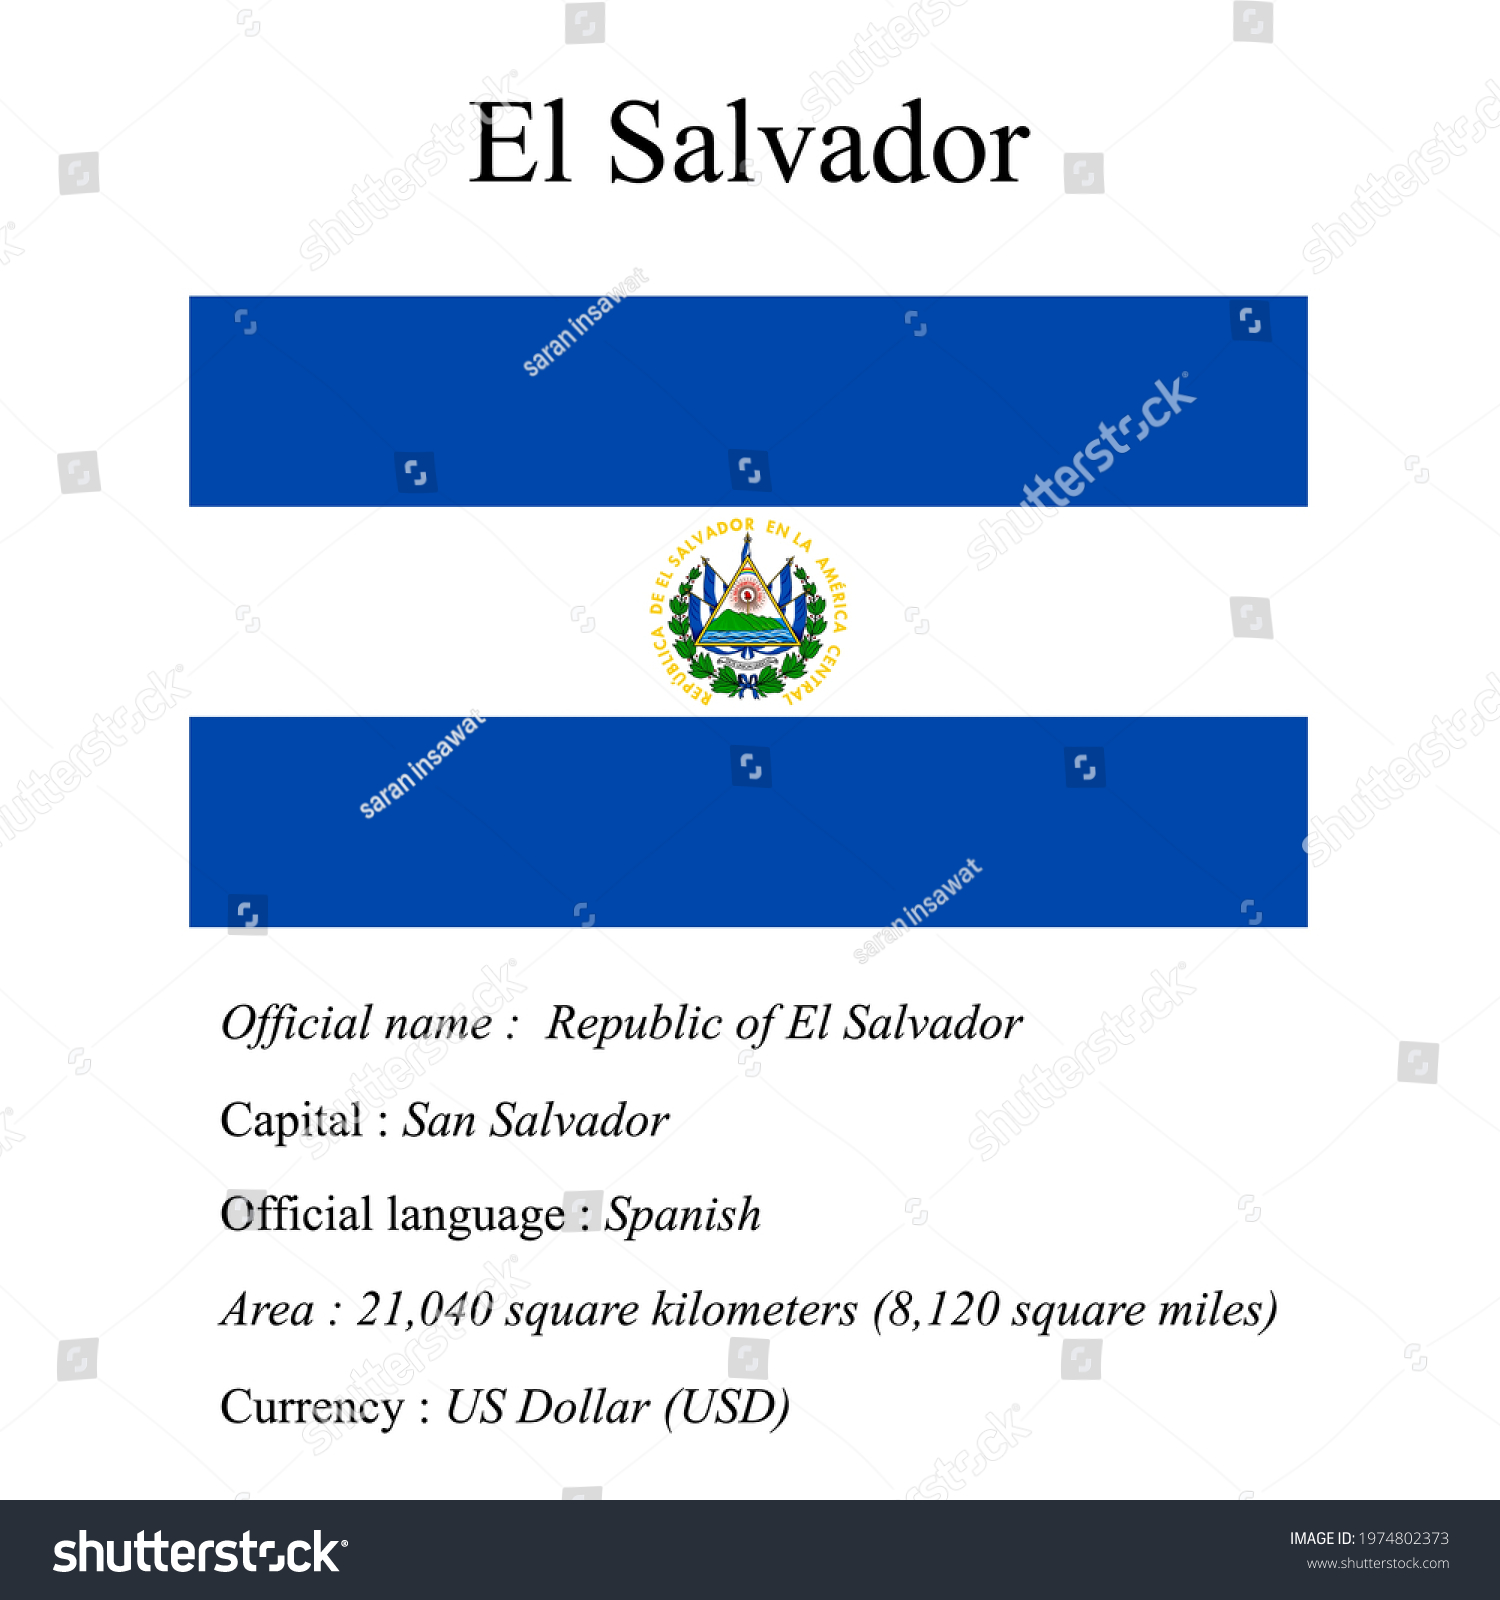 El Salvador
REPÚBLICA DE EL SALVADOR EN LA AMÉRICA CENTRAL
Official name : Republic of El Salvador
Capital : San Salvador
Official language : Spanish
Area : 21,040 square kilometers (8,120 square miles)
Currency : US Dollar (USD)
shutterstock
saran insawat
shutterstock
saran insawat
saran insawat
shutterstock
IMAGE ID: 1974802373
www.shutterstock.com